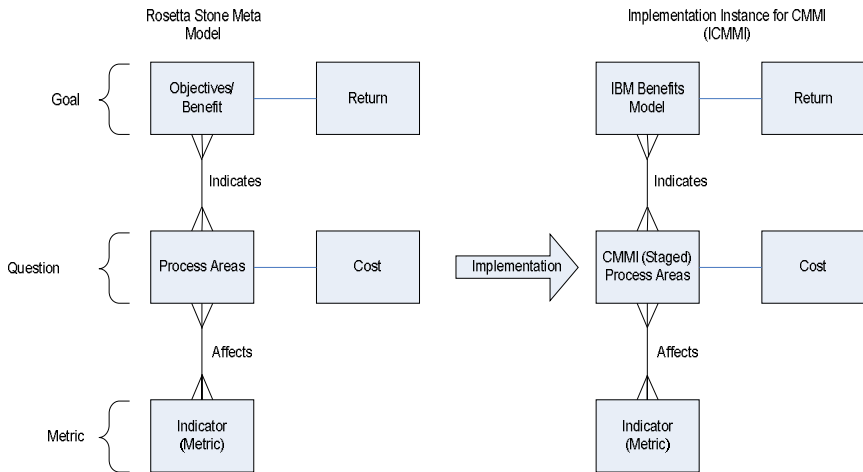 Rosetta Stone Meta
Model
Implementation Instance for CMMI
(ICMMI)
Goal
Objectives/
Benefit
Return
IBM Benefits
Model
Return
Indicates
Indicates
Question
Process Areas
Cost
Implementation
CMMI (Staged)
Process Areas
Cost
Affects
Affects
Metric
Indicator
(Metric)
Indicator
(Metric)